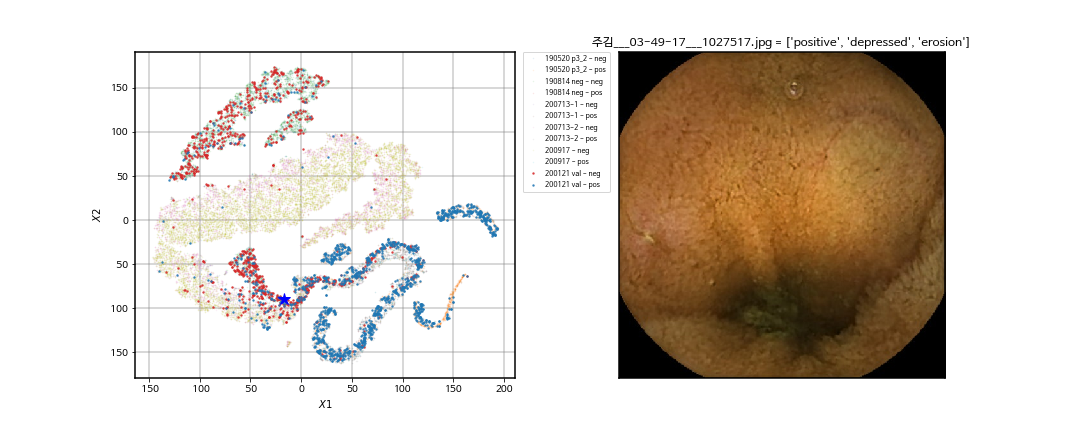 주김___03-49-17___1027517.jpg = ['positive', 'depressed', 'erosion']
190520 p3_2 - neg
190520 p3_2 - pos
190814 neg - neg
190814 neg - pos
200713-1 - neg
200713-1 - pos
200713-2 - neg
200713-2 - pos
200917 - neg
200917 - pos
200121 val - neg
200121 val - pos
X2
150
100
50
0
50
100
150
150 100 50 0 50 100 150 200
X1